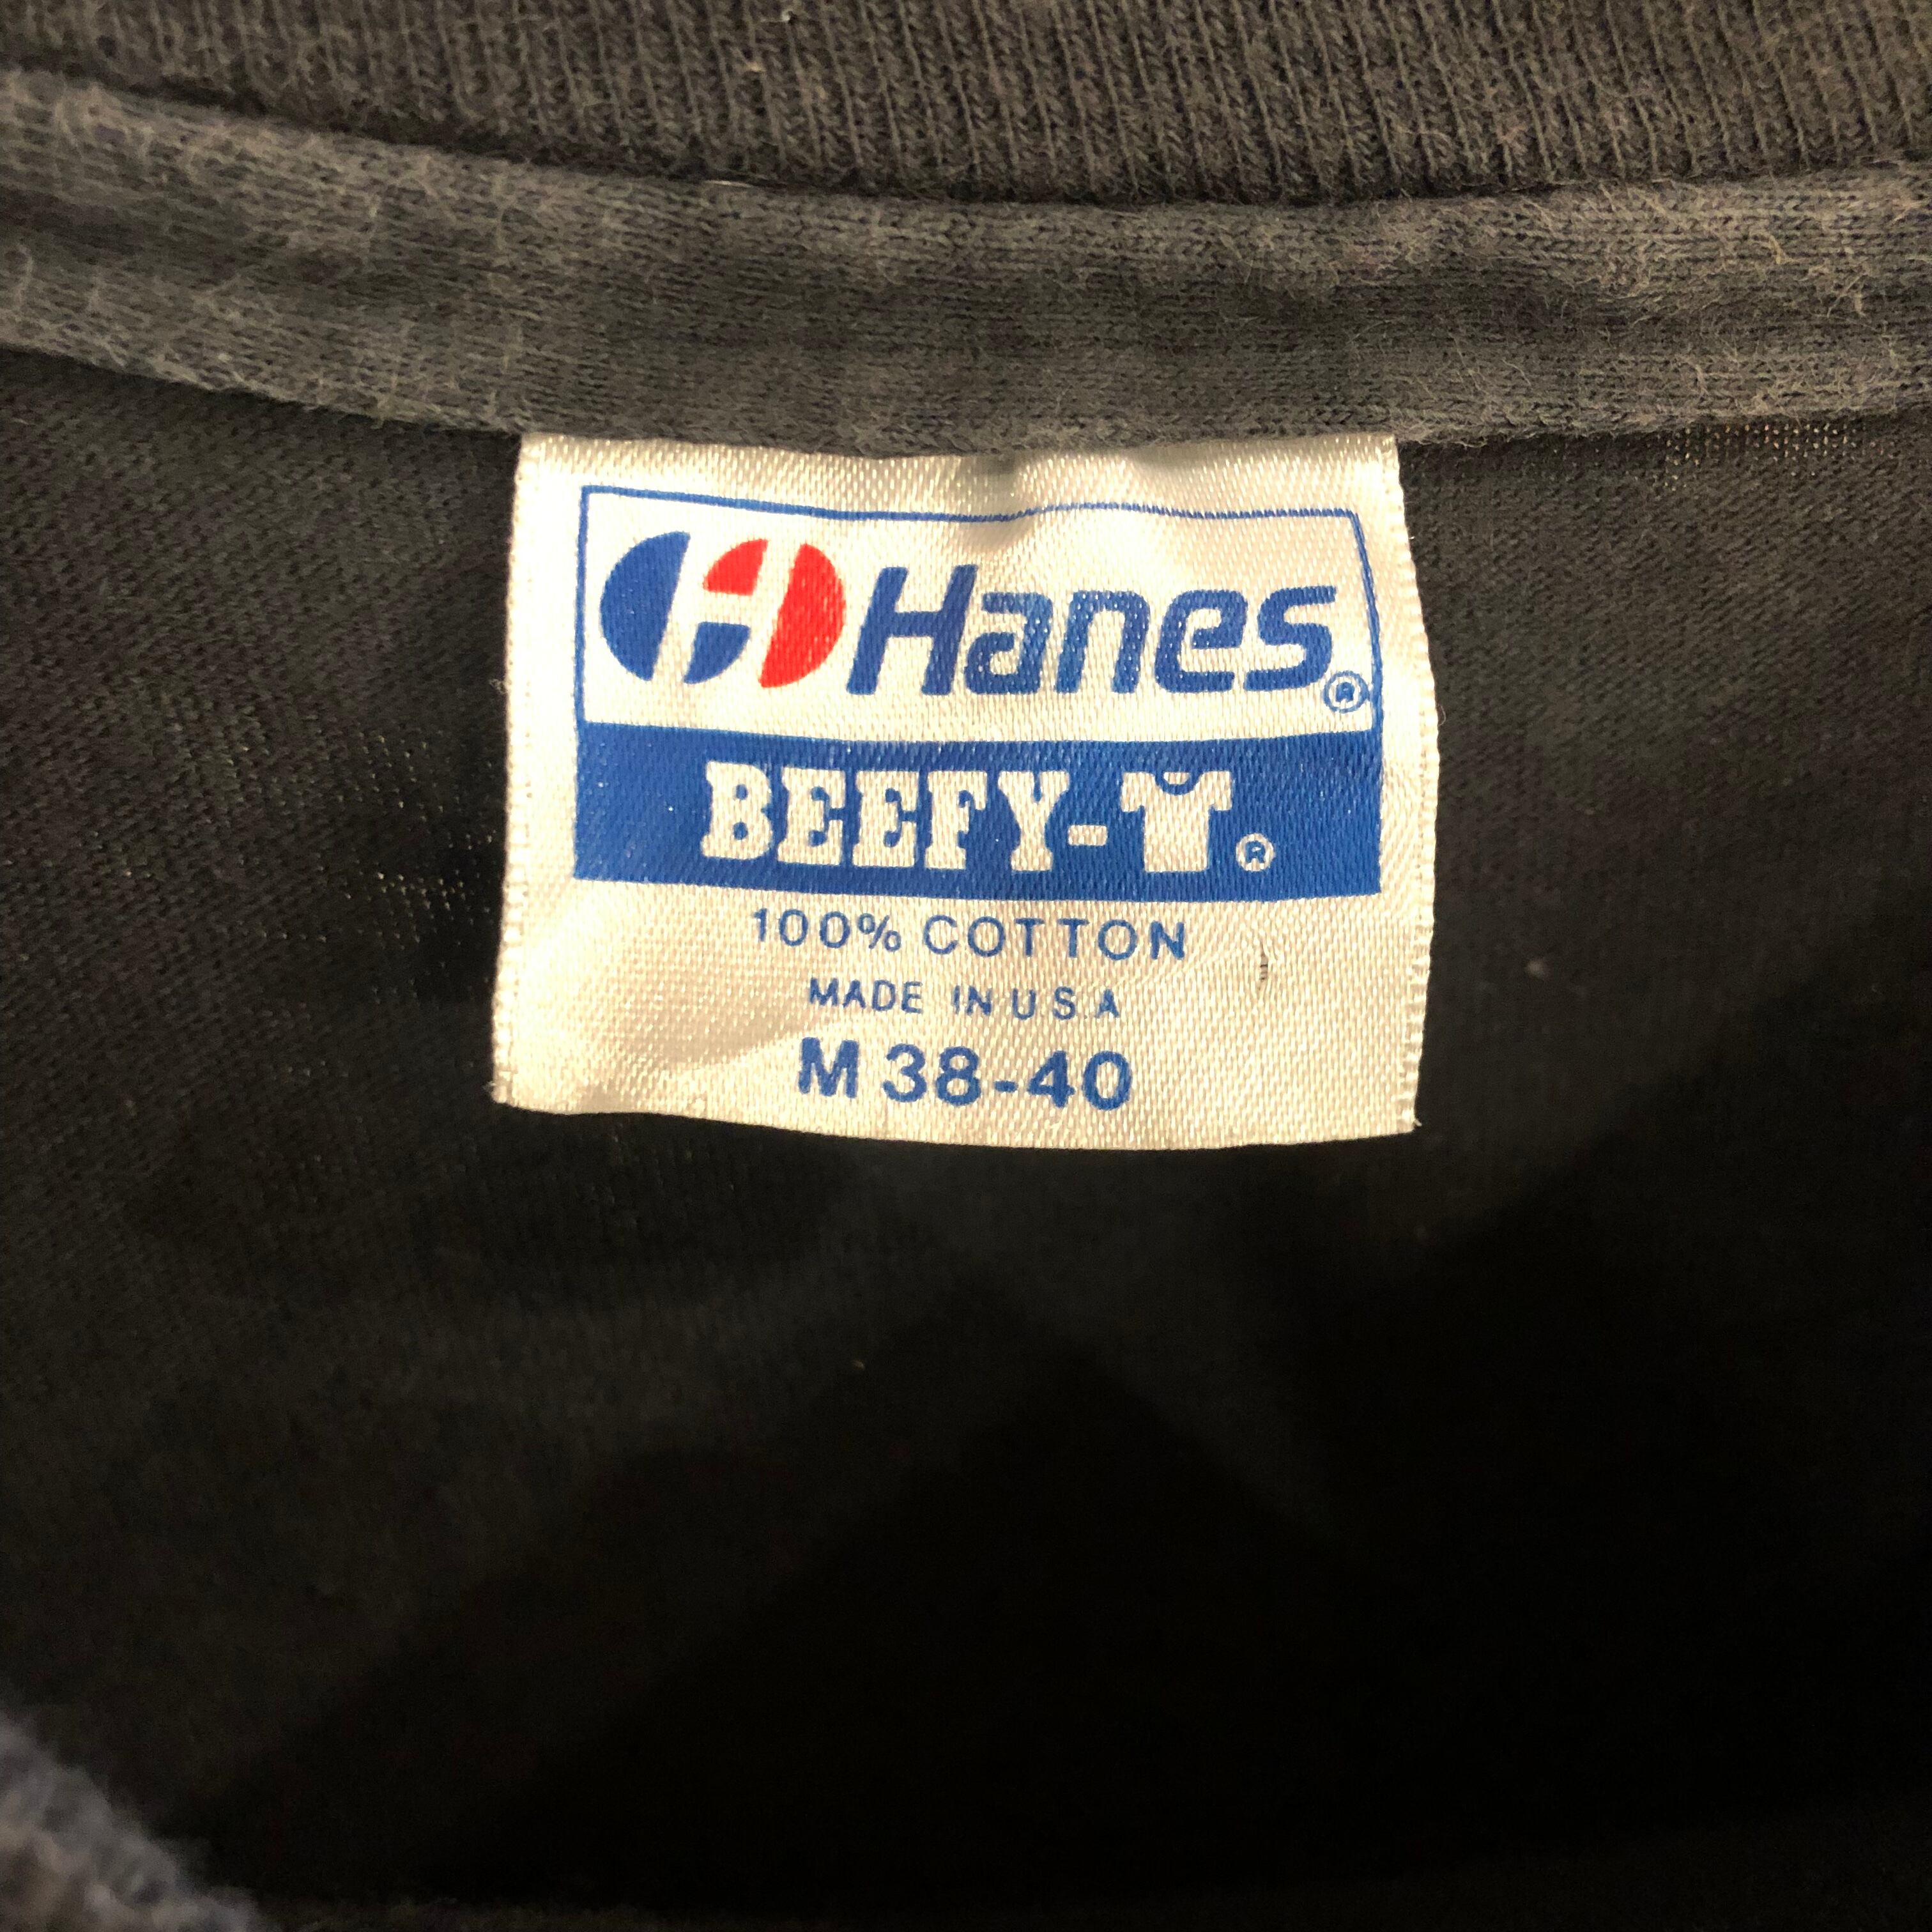 Hanes®
BEEFY-T®
100% COTTON
MADE IN U.S.A
M 38-40